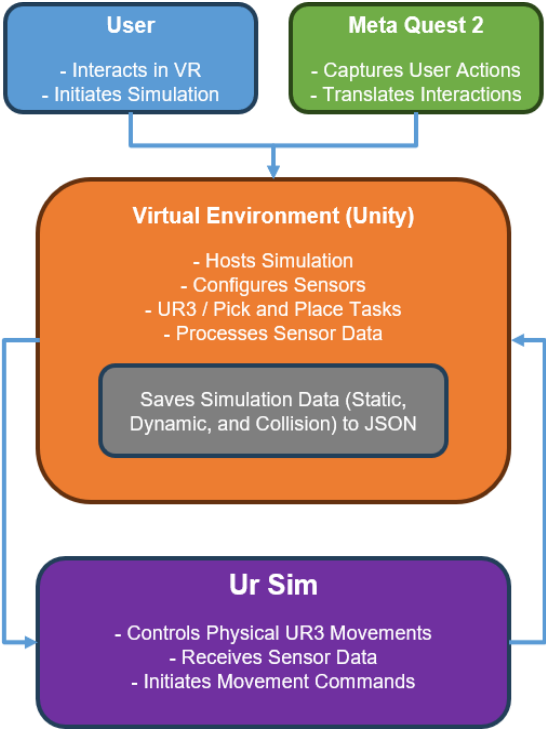 User
- Interacts in VR
- Initiates Simulation
Meta Quest 2
- Captures User Actions
- Translates Interactions
Virtual Environment (Unity)
- Hosts Simulation
- Configures Sensors
- UR3 / Pick and Place Tasks
- Processes Sensor Data
Saves Simulation Data (Static,
Dynamic, and Collision) to JSON
Ur Sim
- Controls Physical UR3 Movements
- Receives Sensor Data
- Initiates Movement Commands